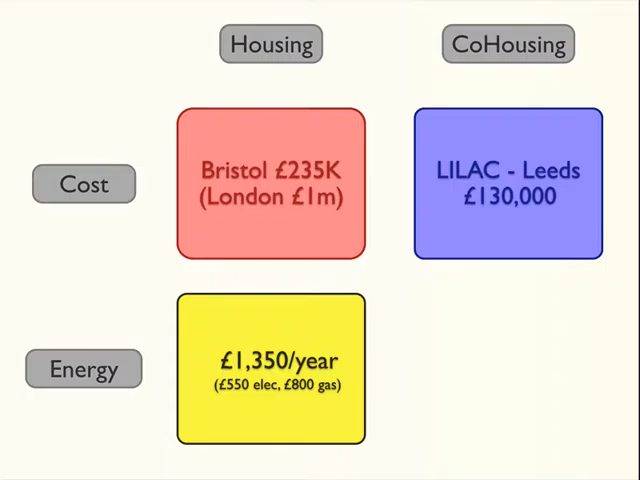 Housing
CoHousing
Cost
Bristol £235K
(London £1m)
LILAC - Leeds
£130,000
Energy
£1,350/year
(£550 elec, £800 gas)